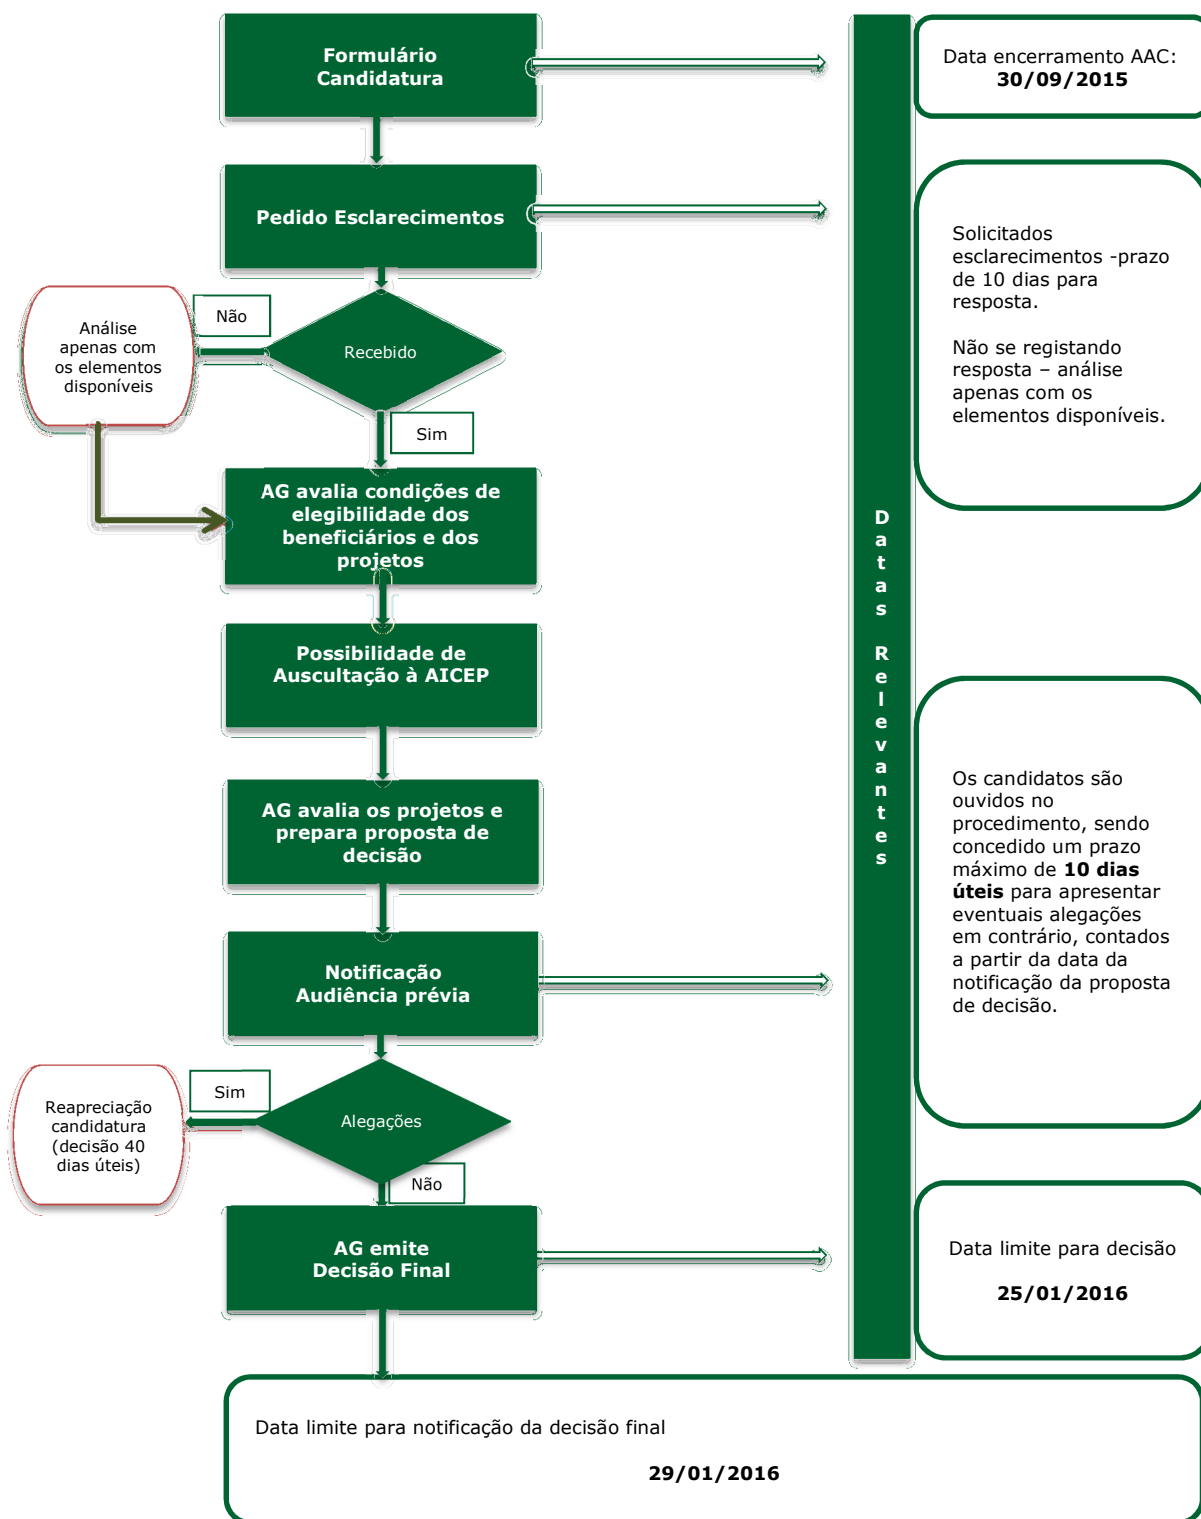 Formulário
Candidatura
Data encerramento AAC:
30/09/2015
Pedido Esclarecimentos
Solicitados
esclarecimentos -prazo
de 10 dias para
resposta.
Não se registando
resposta – análise
apenas com os
elementos disponíveis.
Não
Análise
apenas com
os elementos
disponíveis
Recebido
Sim
AG avalia condições de
elegibilidade dos
beneficiários e dos
projetos
Datas Relevantes
Possibilidade de
Auscultação à AICEP
AG avalia os projetos e
prepara proposta de
decisão
Os candidatos são
ouvidos no
procedimento, sendo
concedido um prazo
máximo de 10 dias
úteis para apresentar
eventuais alegações
em contrário, contados
a partir da data da
notificação da proposta
de decisão.
Notificação
Audiência prévia
Sim
Reapreciação
candidatura
(decisão 40
dias úteis)
Alegações
Não
AG emite
Decisão Final
Data limite para decisão
25/01/2016
Data limite para notificação da decisão final
29/01/2016